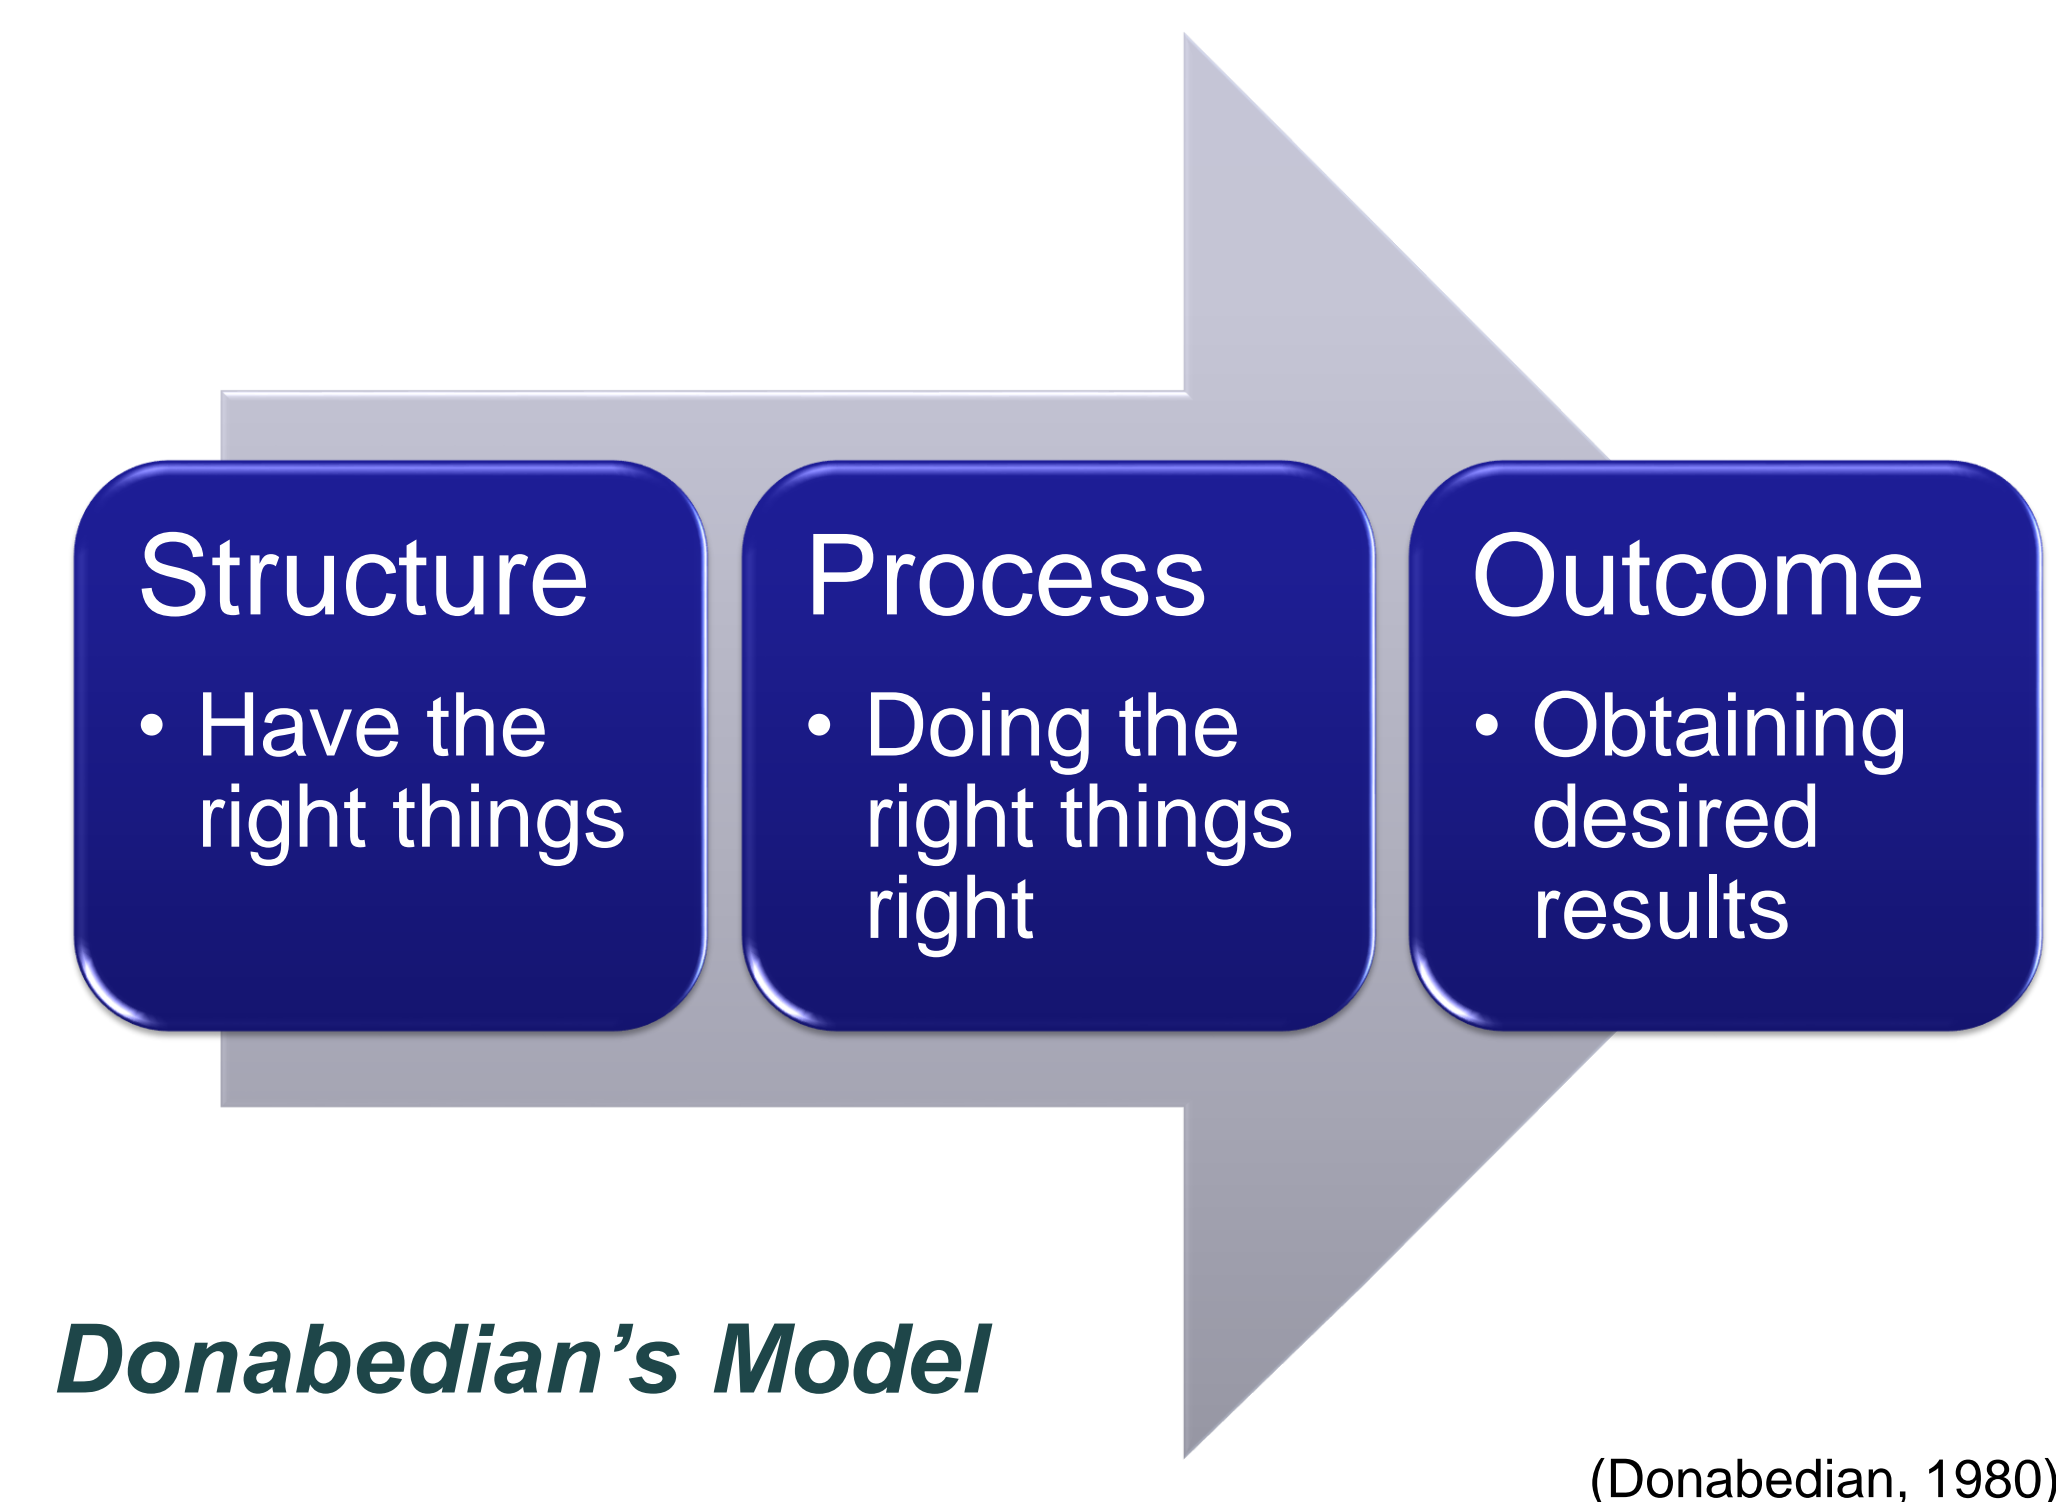 Structure
• Have the
right things
Process
• Doing the
right things
right
Outcome
• Obtaining
desired
results
Donabedian’s Model
(Donabedian, 1980)